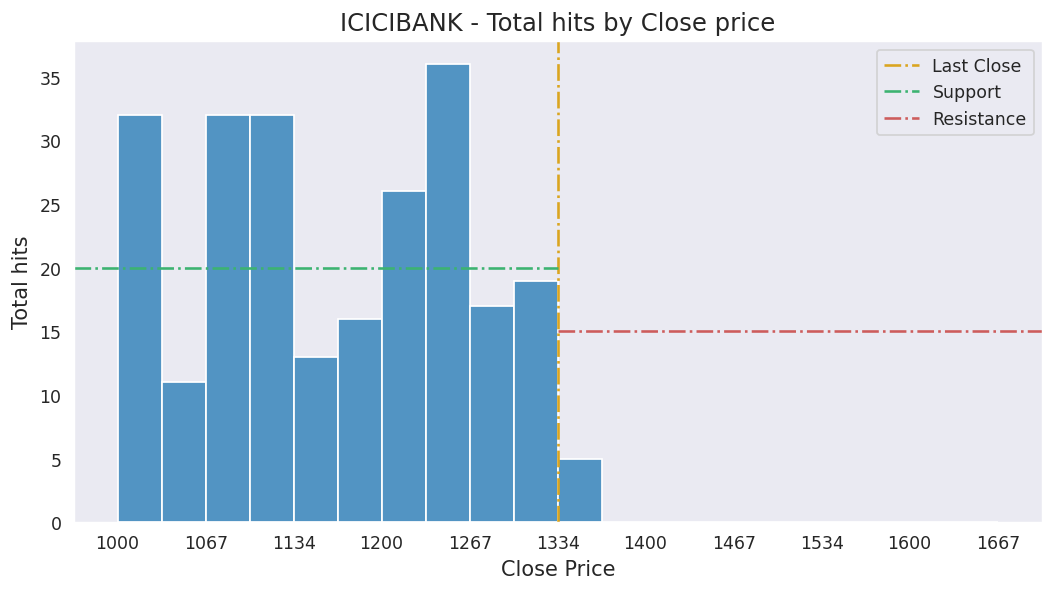 ICICIBANK - Total hits by Close price
Last Close
Support
Resistance
Total hits
35
30
25
20
15
10
5
0
1000 1067 1134 1200 1267 1334 1400 1467 1534 1600 1667
Close Price